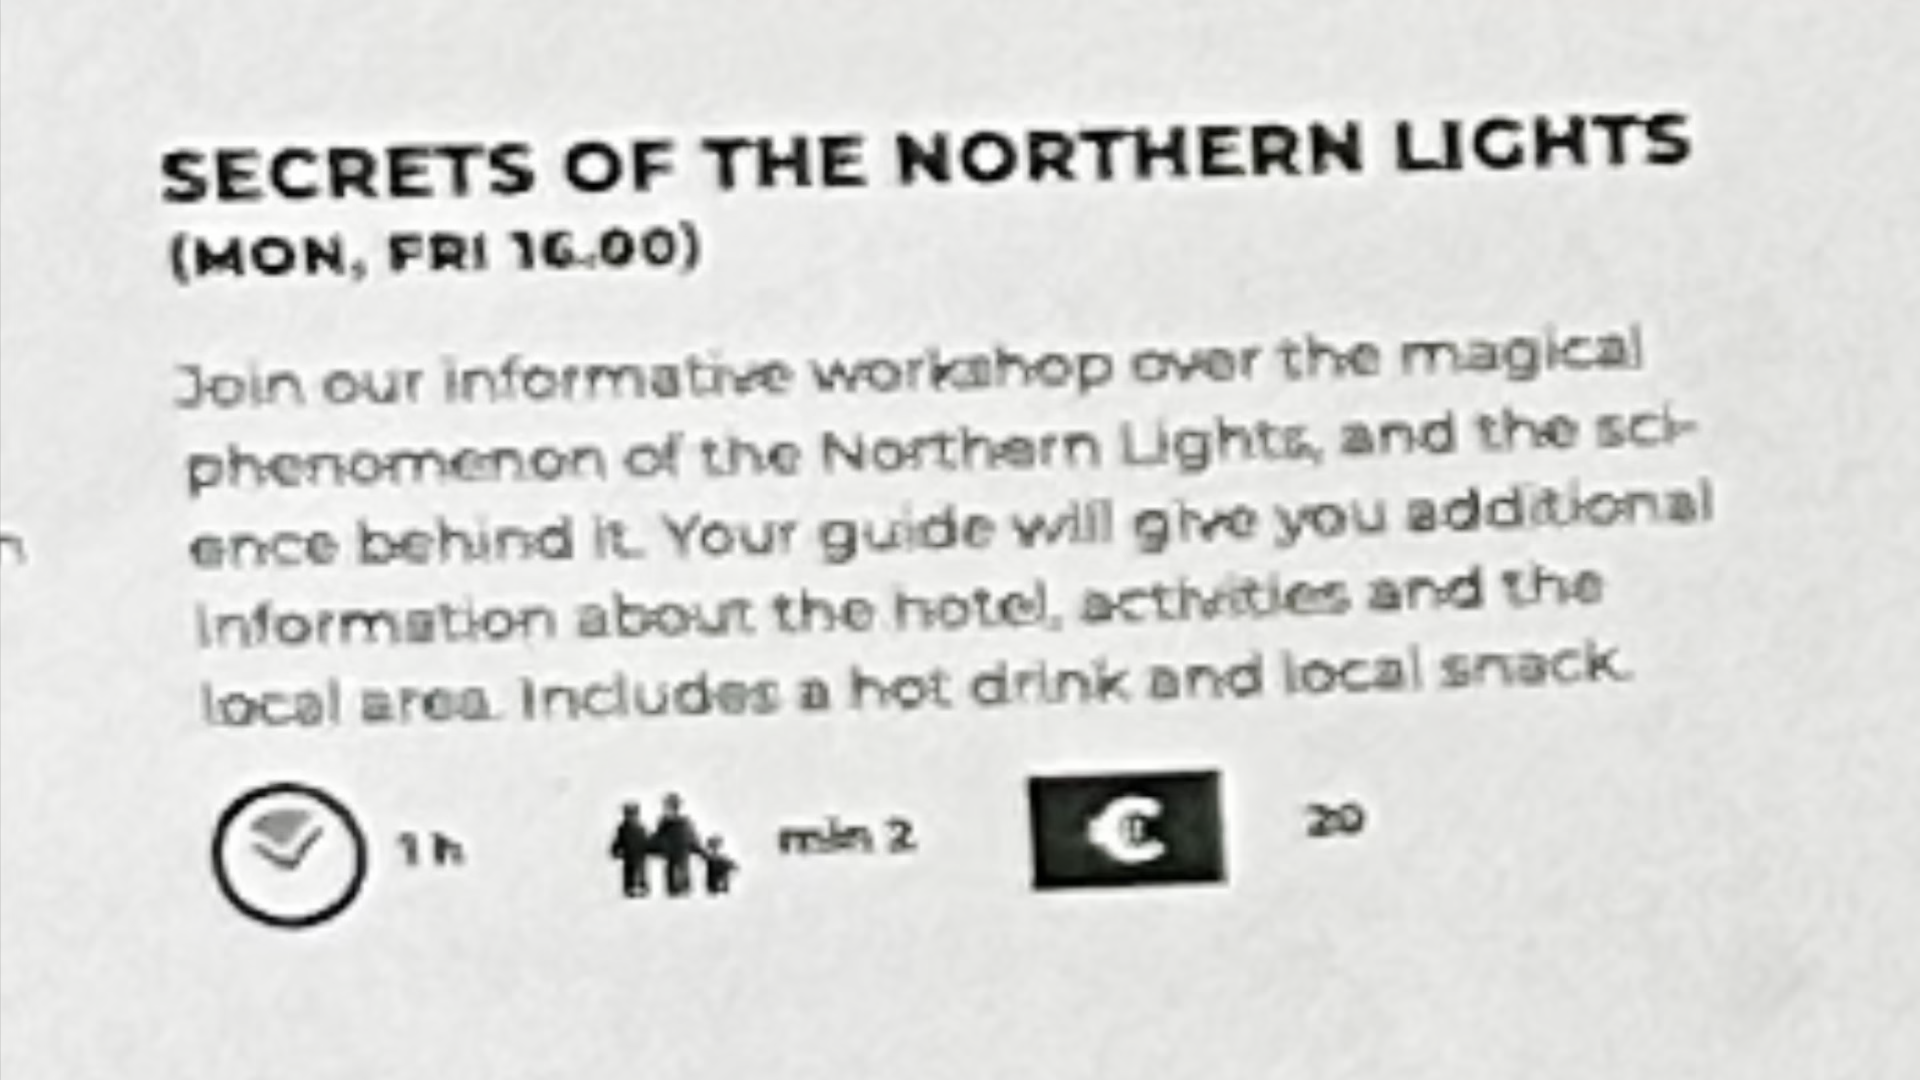 SECRETS OF THE NORTHERN LIGHTS
(MON, FRI 16.00)
Join our informative workshop over the magical
phenomenon of the Northern Lights, and the sci-
ence behind it. Your guide will give you additional
information about the hotel, activities and the
local area. Includes a hot drink and local snack.
1 h min 2 € 20